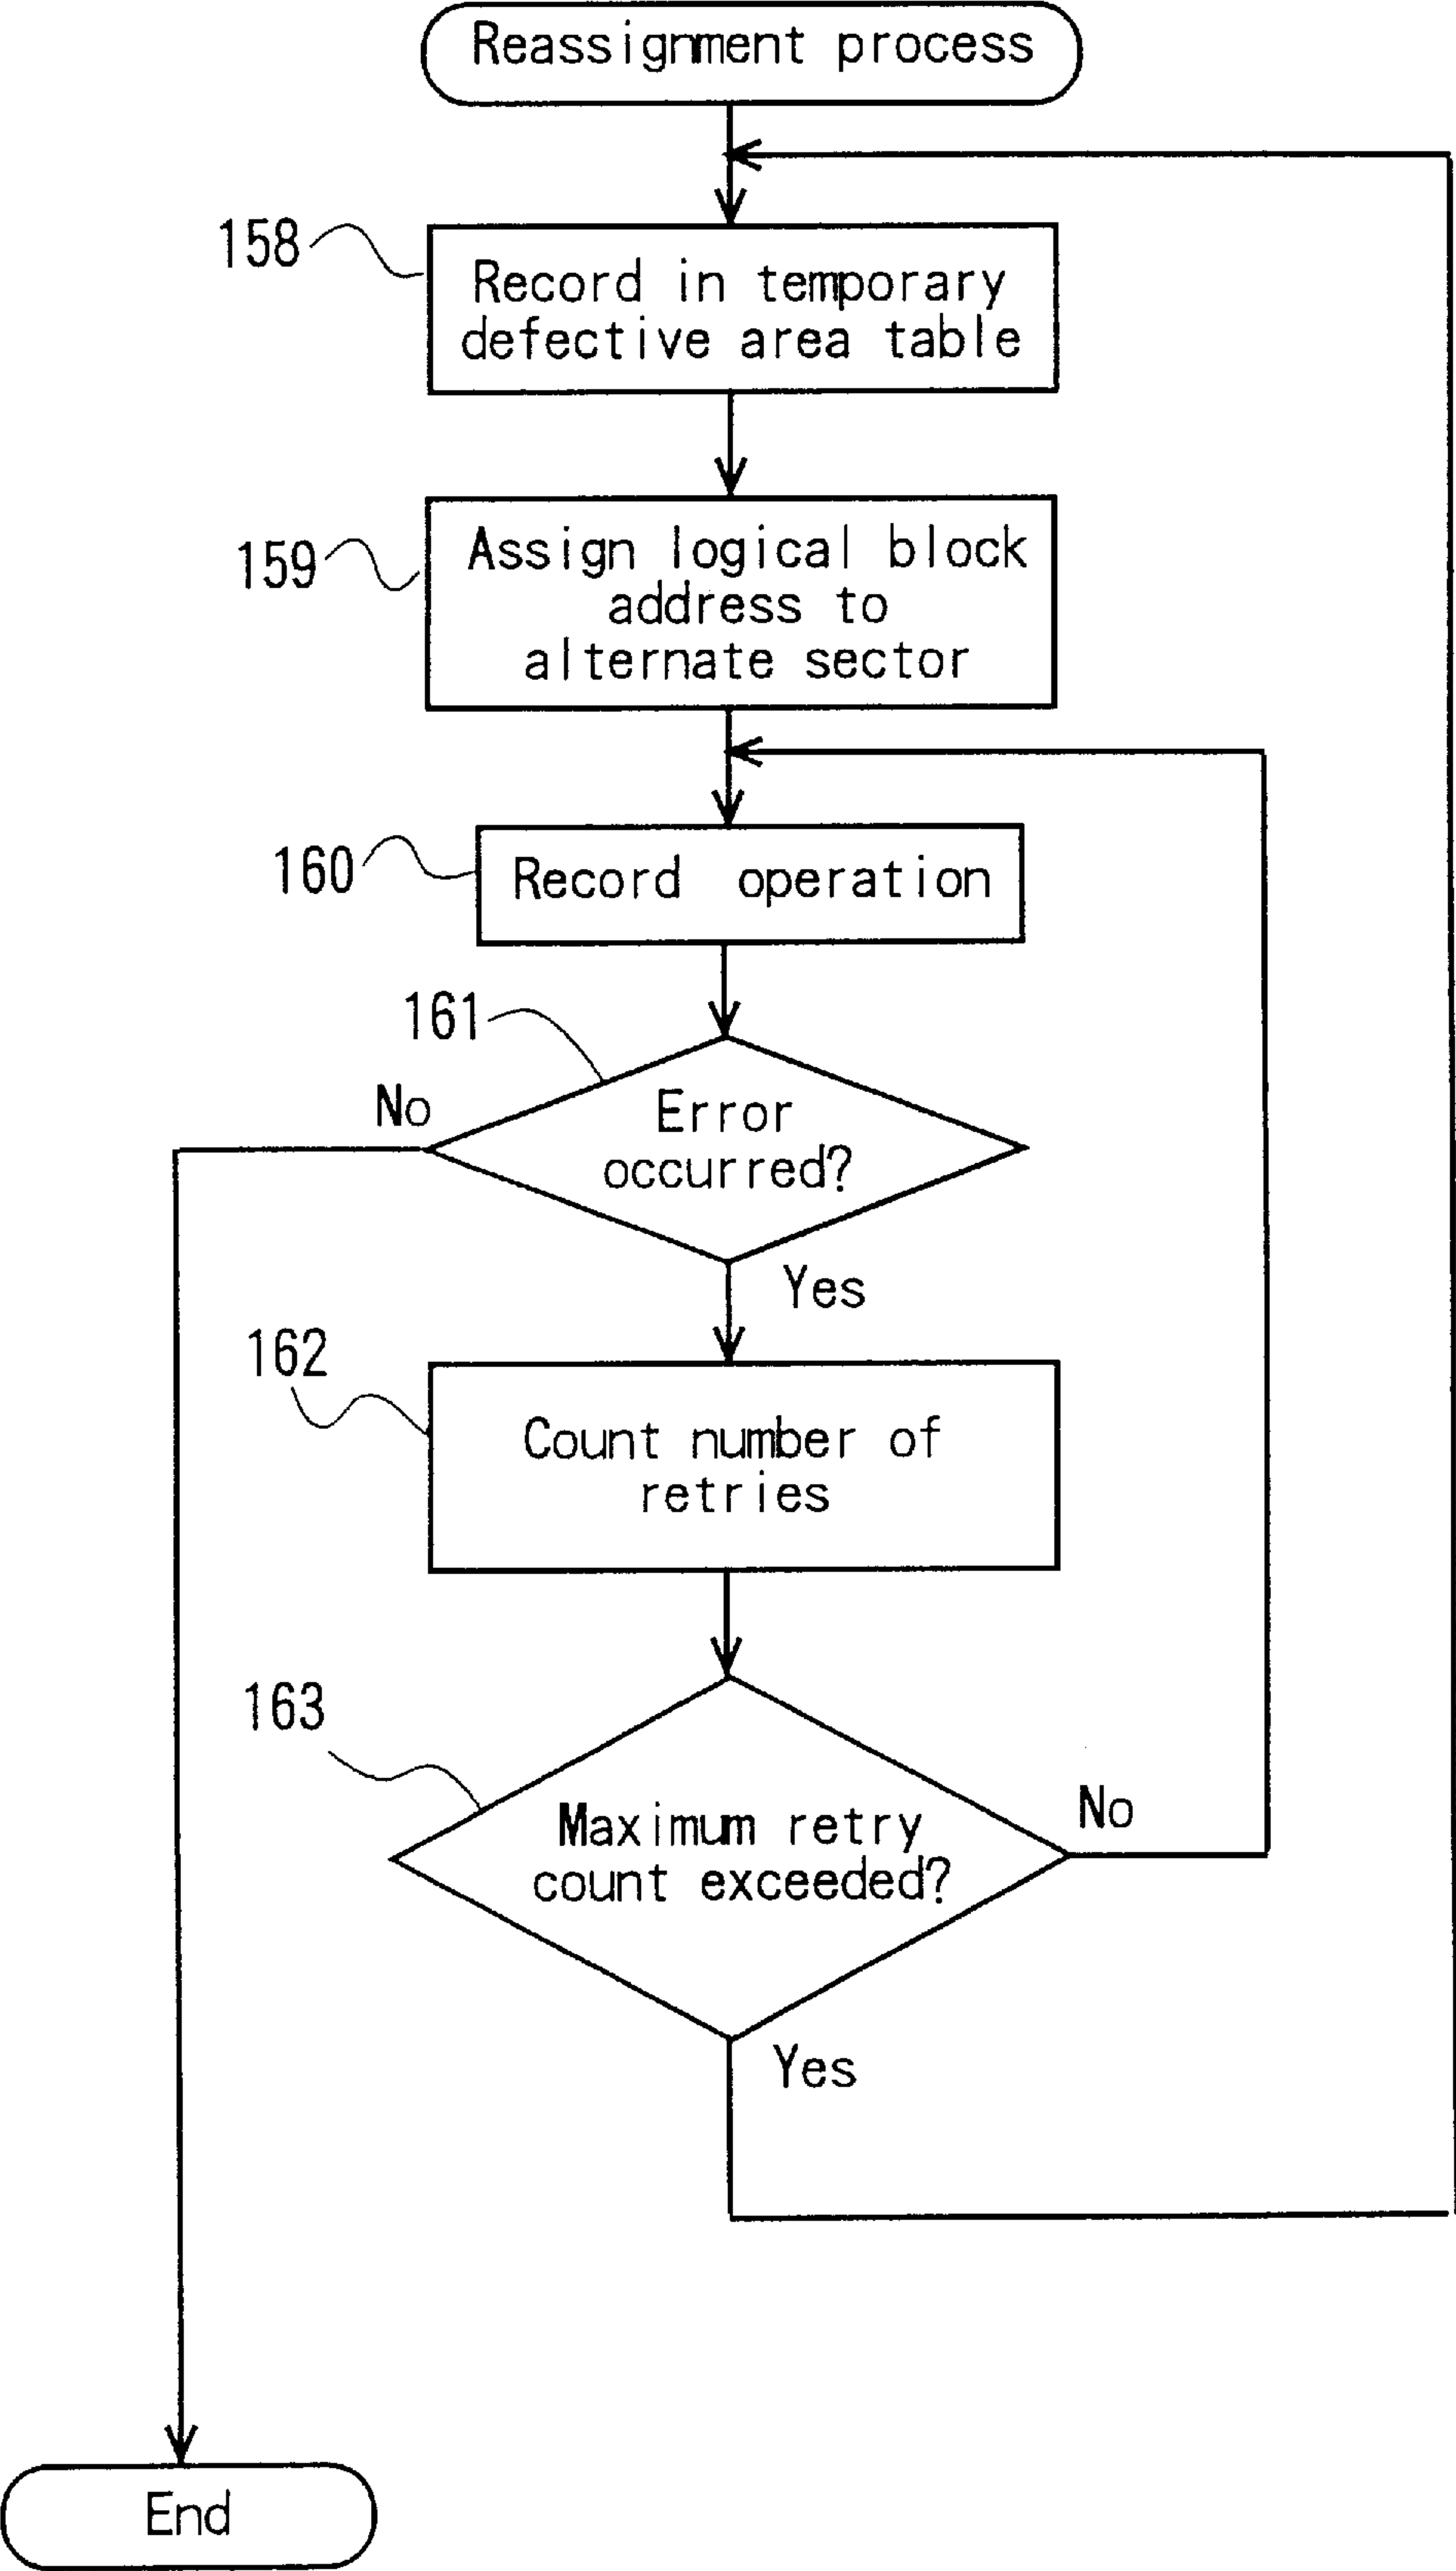 Reassignment process
158
Record in temporary
defective area table
159
Assign logical block
address to
alternate sector
160
Record operation
161
No
Error
occurred?
Yes
162
Count number of
retries
163
Maximum retry
count exceeded?
No
Yes
End